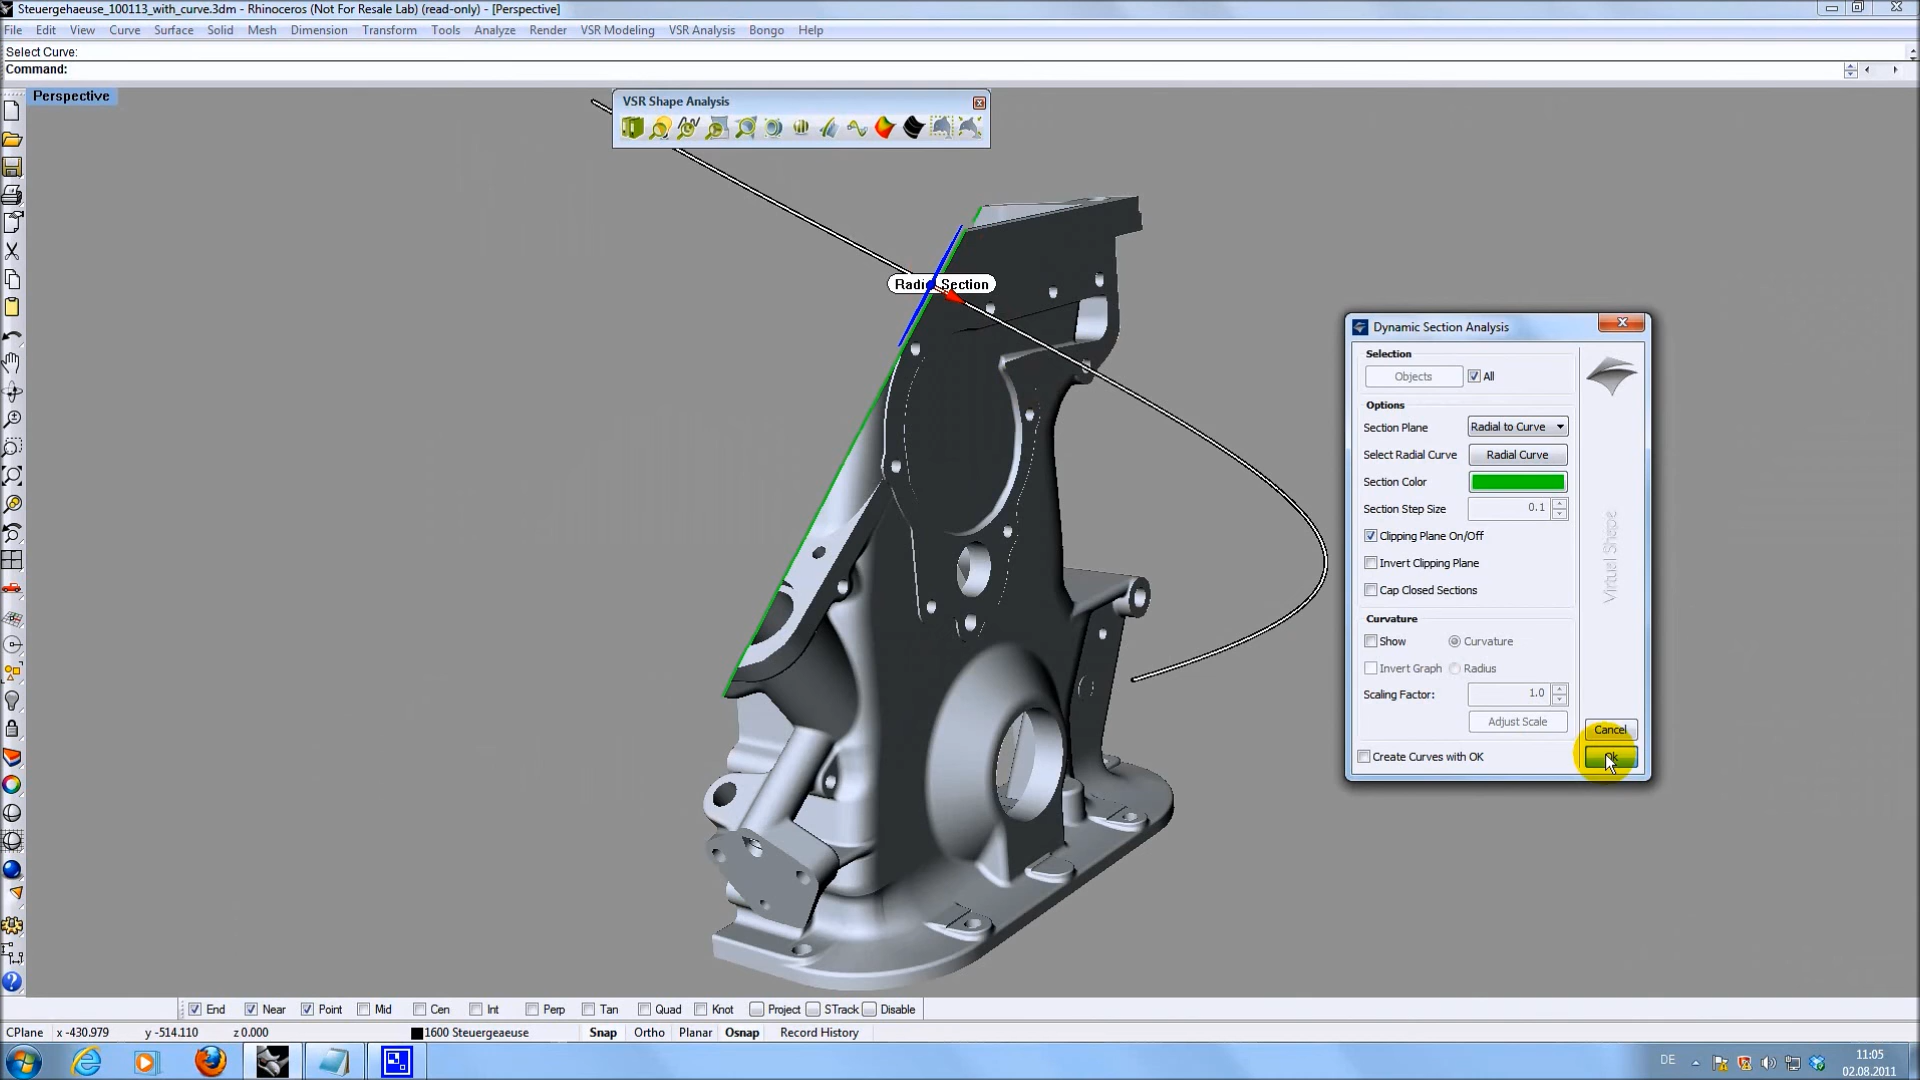 Steuergehaeuse_100113_with_curve.3dm - Rhinoceros (Not For Resale Lab) (read-only) - [Perspective]
File Edit View Curve Surface Solid Mesh Dimension Transform Tools Analyze Render VSR Modeling VSR Analysis Bongo Help
Select Curve:
Command:
Perspective
VSR Shape Analysis
Radial Section
Dynamic Section Analysis
Selection
Objects All
Options
Section Plane Radial to Curve
Select Radial Curve Radial Curve
Section Color
Section Step Size 0.1
Clipping Plane On/Off
Invert Clipping Plane
Cap Closed Sections
Curvature
Show Curvature
Invert Graph Radius
Scaling Factor: 1.0
Adjust Scale
Virtual Shape
Cancel
Create Curves with OK Ok
End Near Point Mid Cen Int Perp Tan Quad Knot Project STrack Disable
CPlane x -430.979 y -514.110 z 0.000 1600 Steuergeaeuse Snap Ortho Planar Osnap Record History
DE
11:05
02.08.2011